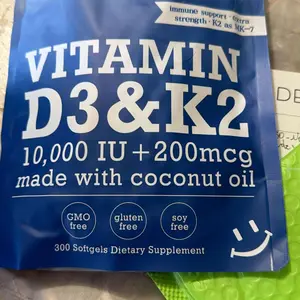 immune support · extra
strength · K2 as MK-7
VITAMIN
D3&K2
10,000 IU + 200mcg
made with coconut oil
GMO
free
gluten
free
soy
free
300 Softgels Dietary Supplement
DE